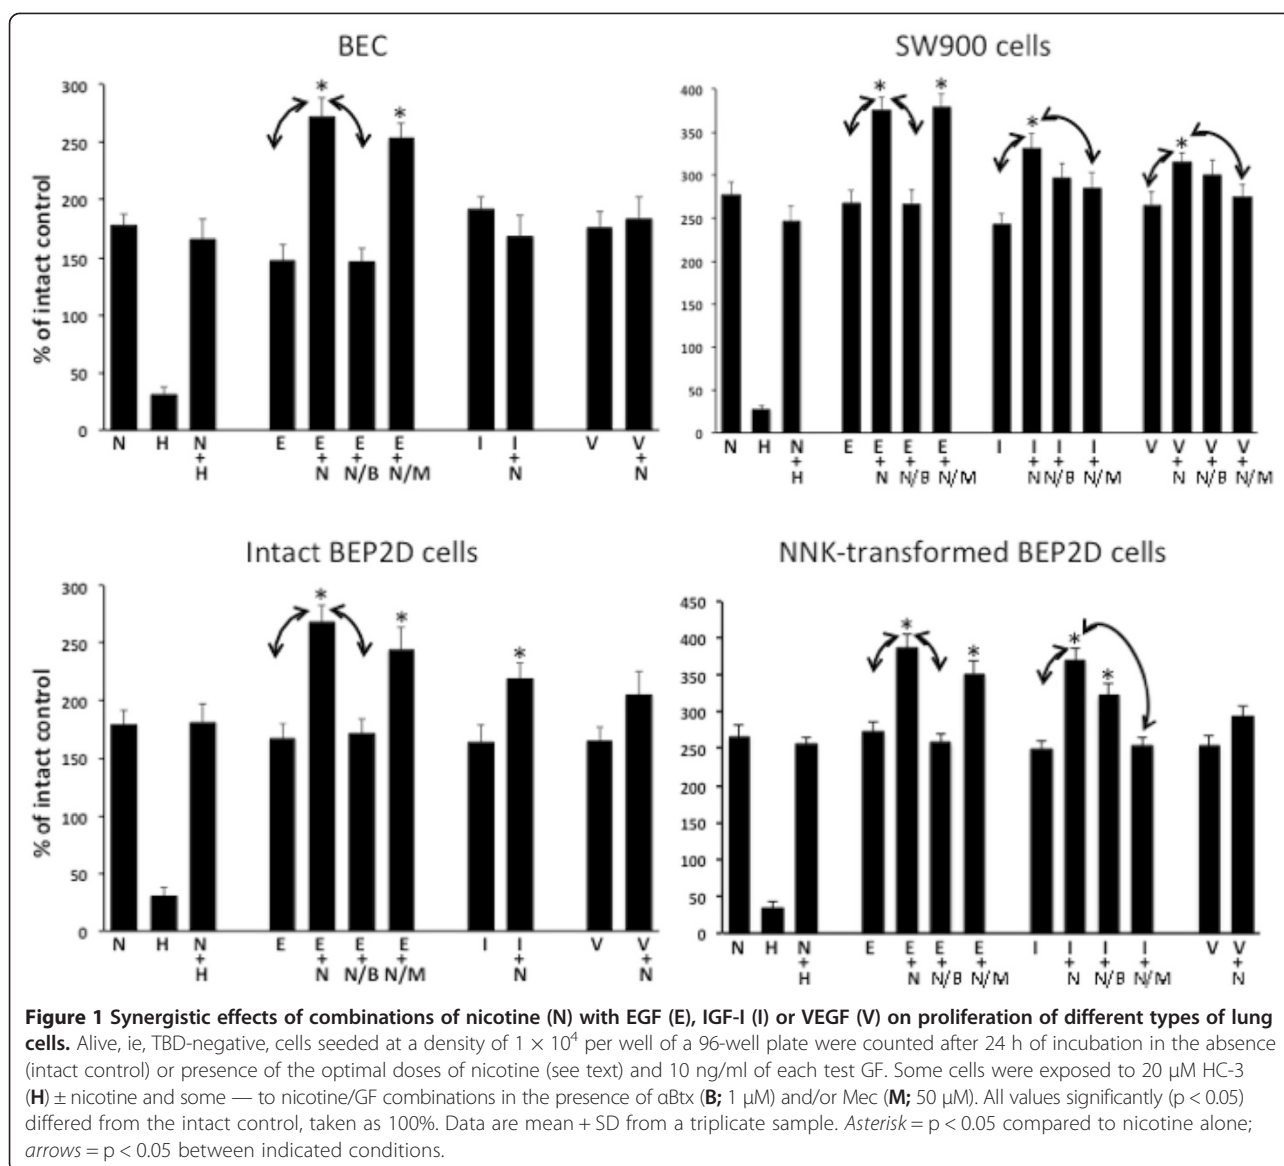 BEC
% of intact control
300
250
200
150
100
50
0
*
*
N H N E E E E I I V V
+ + + + + +
H N N/B N/M N N
SW900 cells
400
350
300
250
200
150
100
50
0
*
*
*
*
N H N E E E E I I I I V V V V
+ + + + + + + + + +
H N N/B N/M N N/B N/M N N/B N/M
Intact BEP2D cells
% of intact control
300
250
200
150
100
50
0
*
*
*
N H N E E E E I I V V
+ + + + + +
H N N/B N/M N N
NNK-transformed BEP2D cells
450
400
350
300
250
200
150
100
50
0
*
*
*
*
N H N E E E E I I I I V V
+ + + + + + + +
H N N/B N/M N N/B N/M N
Figure 1 Synergistic effects of combinations of nicotine (N) with EGF (E), IGF-I (I) or VEGF (V) on proliferation of different types of lung
cells. Alive, ie, TBD-negative, cells seeded at a density of 1 × 10⁴ per well of a 96-well plate were counted after 24 h of incubation in the absence
(intact control) or presence of the optimal doses of nicotine (see text) and 10 ng/ml of each test GF. Some cells were exposed to 20 μM HC-3
(H) ± nicotine and some — to nicotine/GF combinations in the presence of αBtx (B; 1 μM) and/or Mec (M; 50 μM). All values significantly (p < 0.05)
differed from the intact control, taken as 100%. Data are mean + SD from a triplicate sample. Asterisk = p < 0.05 compared to nicotine alone;
arrows = p < 0.05 between indicated conditions.